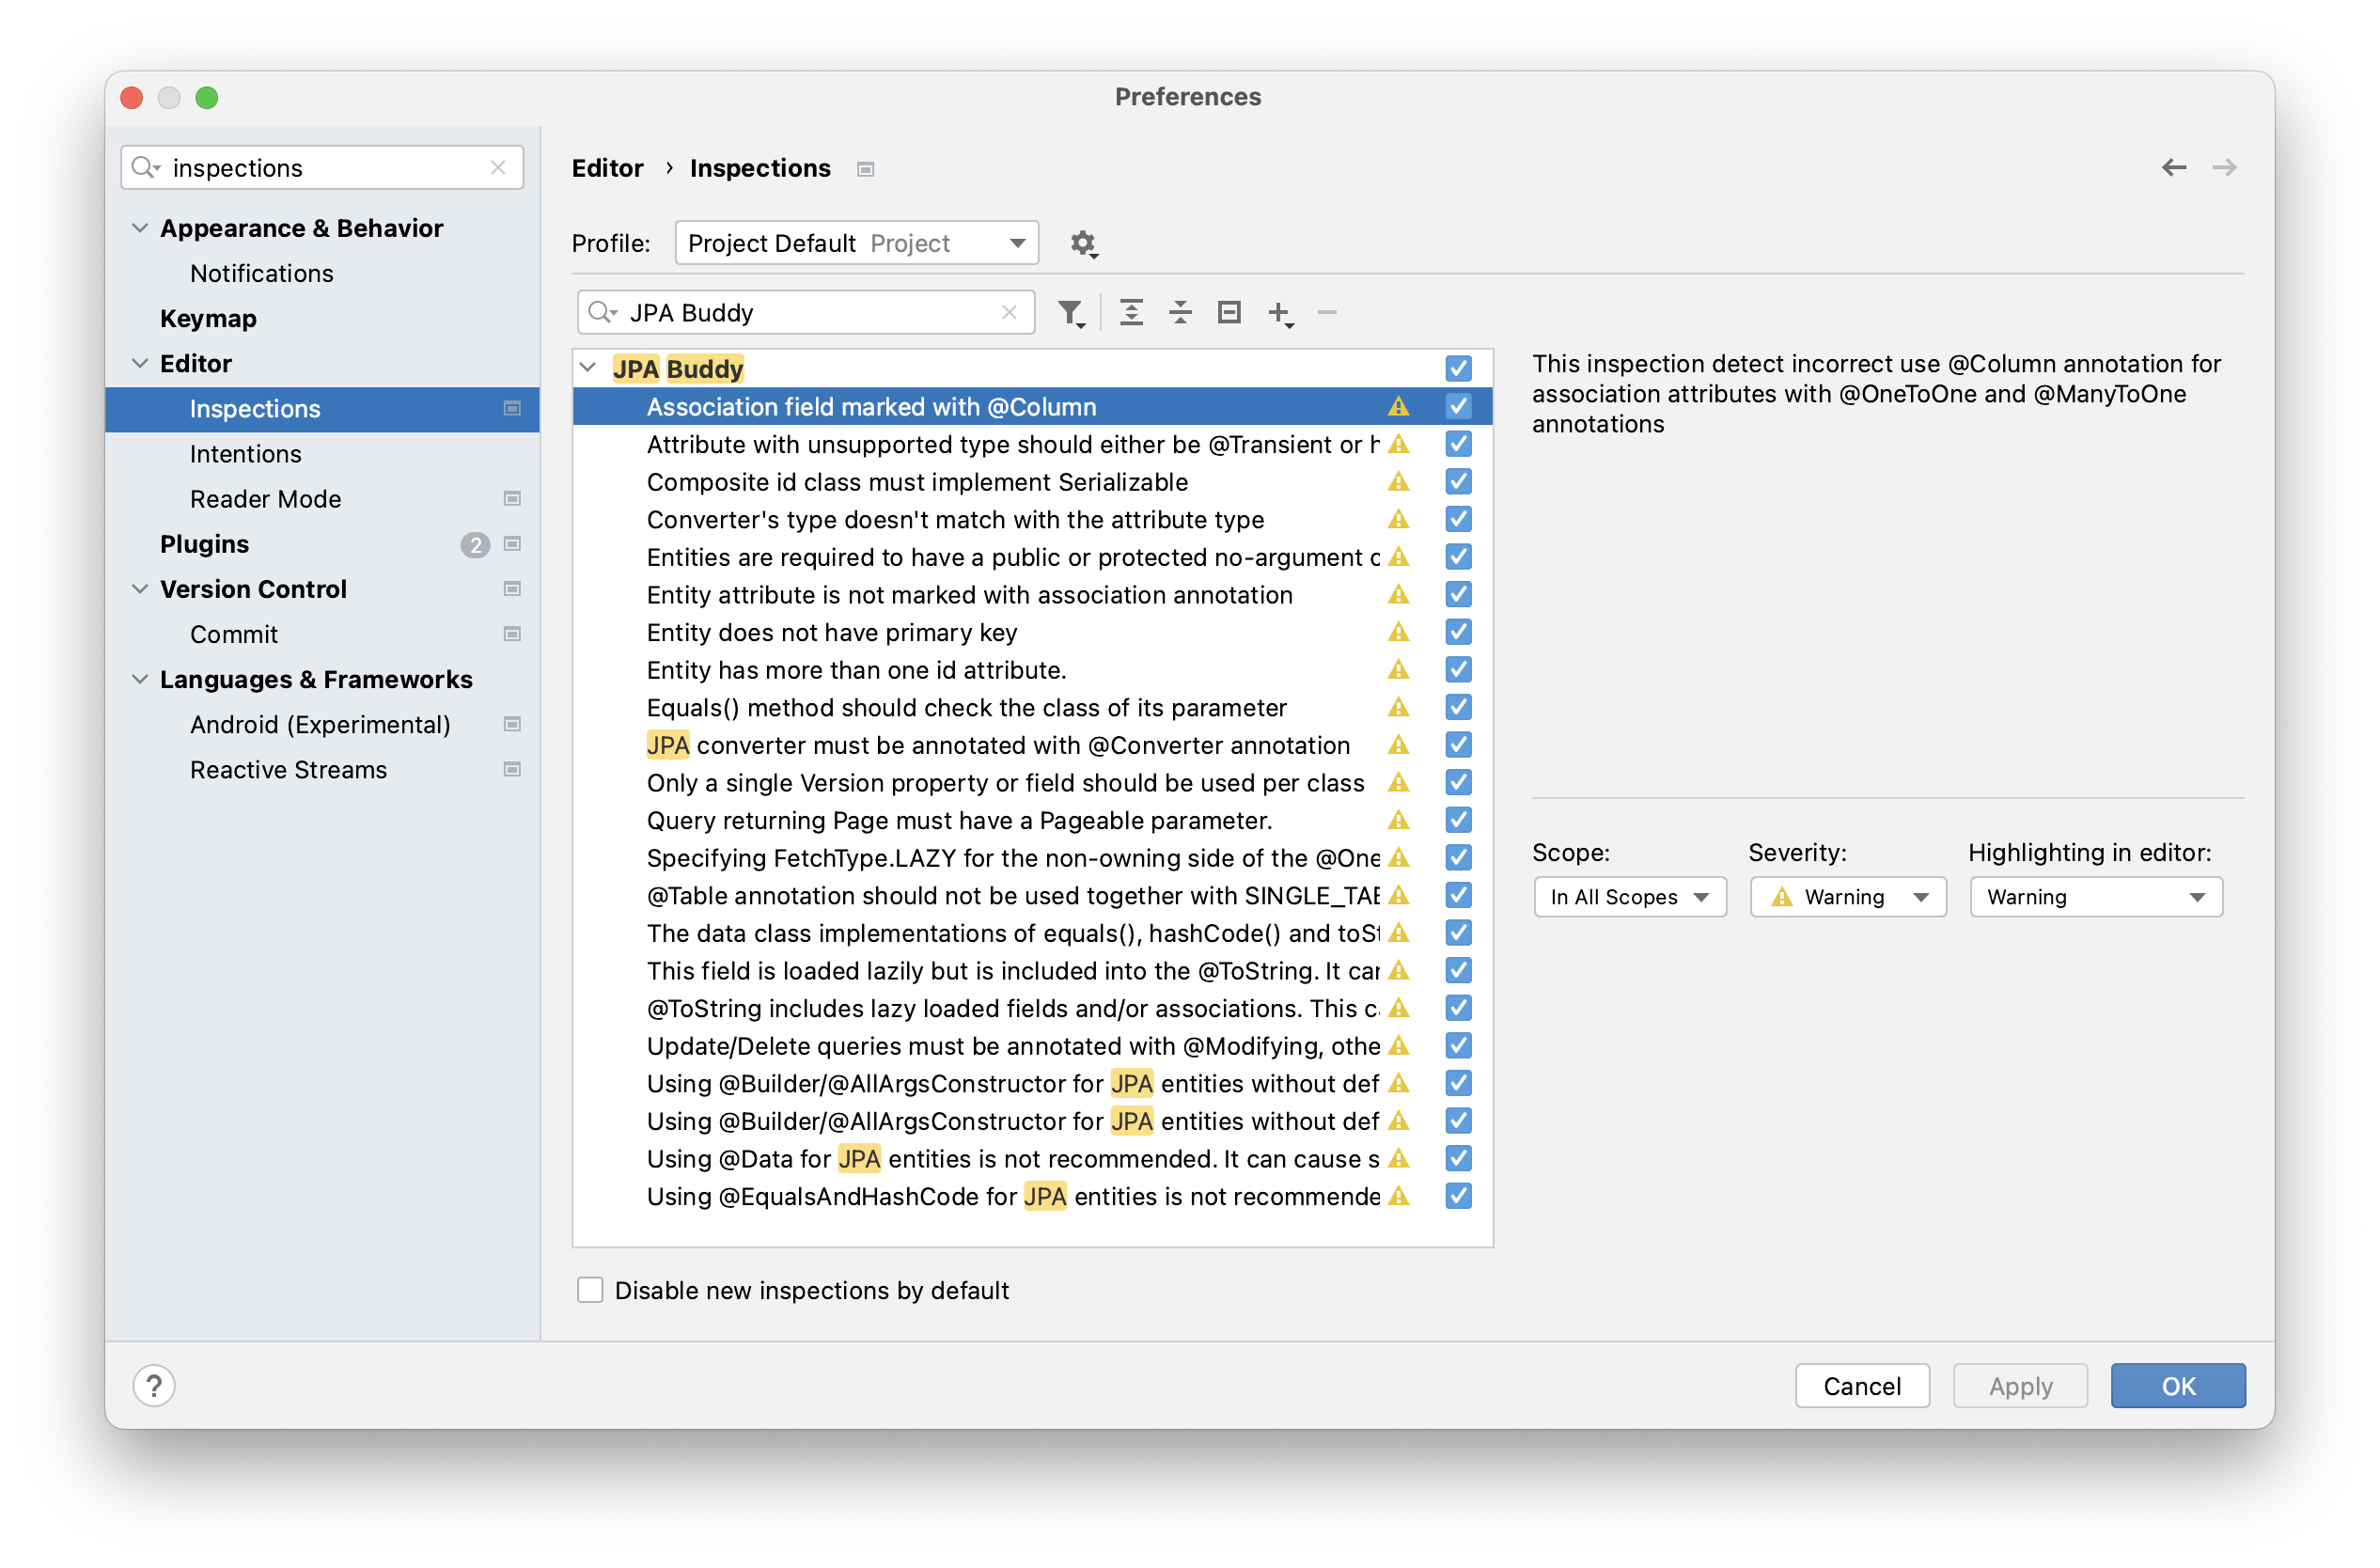 Preferences
inspections
Appearance & Behavior
Notifications
Keymap
Editor
Inspections
Intentions
Reader Mode
Plugins 2
Version Control
Commit
Languages & Frameworks
Android (Experimental)
Reactive Streams
Editor › Inspections
Profile: Project Default Project
JPA Buddy
JPA Buddy
Association field marked with @Column
Attribute with unsupported type should either be @Transient or h
Composite id class must implement Serializable
Converter's type doesn't match with the attribute type
Entities are required to have a public or protected no-argument c
Entity attribute is not marked with association annotation
Entity does not have primary key
Entity has more than one id attribute.
Equals() method should check the class of its parameter
JPA converter must be annotated with @Converter annotation
Only a single Version property or field should be used per class
Query returning Page must have a Pageable parameter.
Specifying FetchType.LAZY for the non-owning side of the @One
@Table annotation should not be used together with SINGLE_TAB
The data class implementations of equals(), hashCode() and toSt
This field is loaded lazily but is included into the @ToString. It can
@ToString includes lazy loaded fields and/or associations. This ca
Update/Delete queries must be annotated with @Modifying, othe
Using @Builder/@AllArgsConstructor for JPA entities without def
Using @Builder/@AllArgsConstructor for JPA entities without def
Using @Data for JPA entities is not recommended. It can cause s
Using @EqualsAndHashCode for JPA entities is not recommende
Disable new inspections by default
This inspection detect incorrect use @Column annotation for
association attributes with @OneToOne and @ManyToOne
annotations
Scope: Severity: Highlighting in editor:
In All Scopes Warning Warning
? Cancel Apply OK